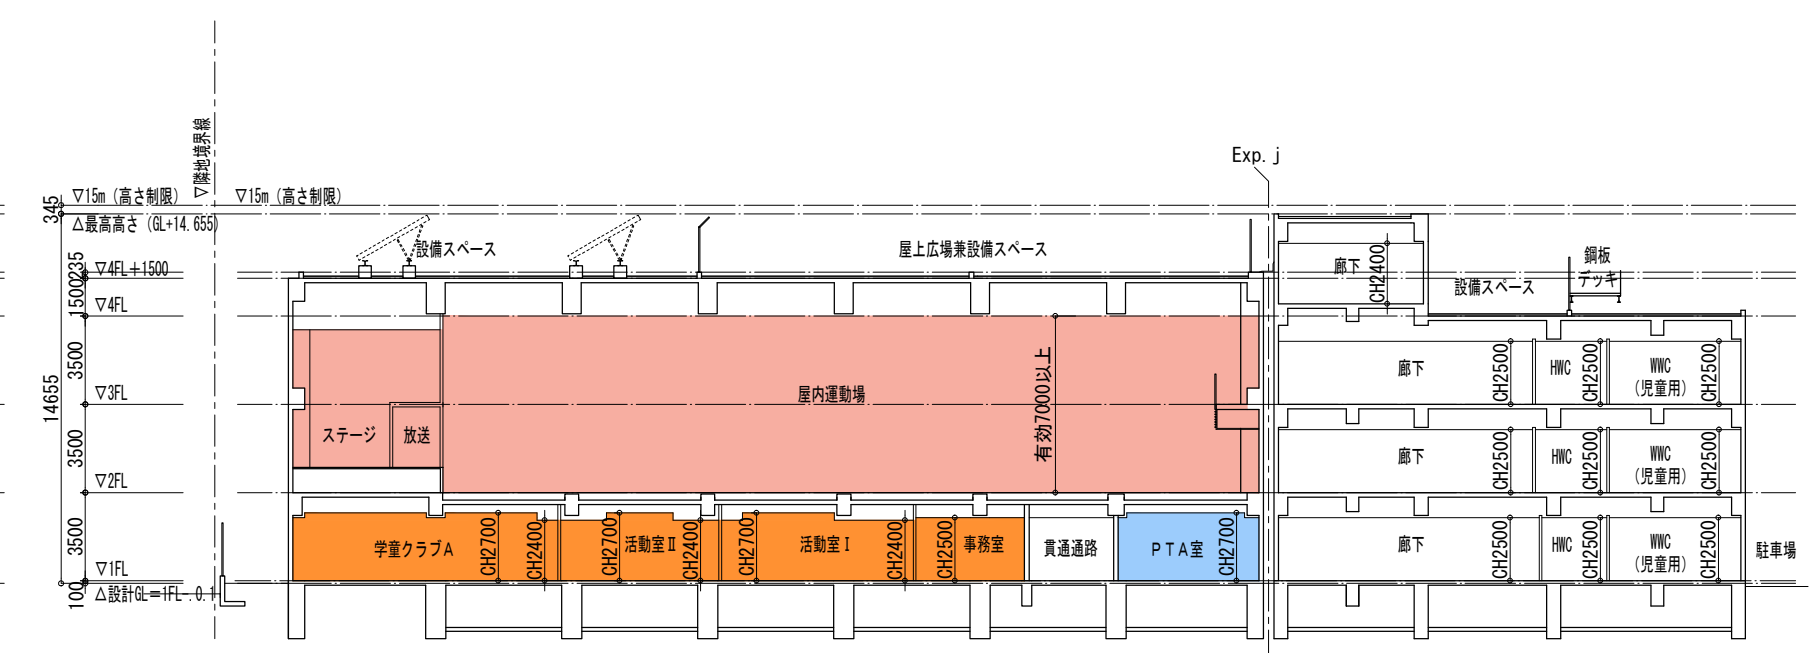 Exp. j
▽隣地境界線
▽15m (高さ制限)
▽15m (高さ制限)
345
△最高高さ (GL+14.655)
設備スペース
屋上広場兼設備スペース
廊下
CH2400
鋼板
デッキ
設備スペース
235
▽4FL+1500
1500
▽4FL
14655
3500
▽3FL
3500
▽2FL
3500
▽1FL
100
△設計GL=1FL-.0.1
ステージ
放送
屋内運動場
有効7000以上
廊下
CH2500
HWC
CH2500
WWC
(児童用)
CH2500
廊下
CH2500
HWC
CH2500
WWC
(児童用)
CH2500
学童クラブA
CH2700
CH2400
CH2700
活動室Ⅱ
CH2400
CH2700
活動室Ⅰ
CH2400
CH2500
事務室
貫通通路
PTA室
CH2700
廊下
CH2500
HWC
CH2500
WWC
(児童用)
CH2500
駐車場